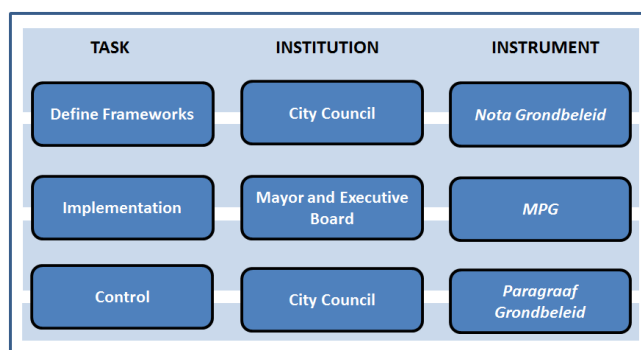 TASK INSTITUTION INSTRUMENT
Define Frameworks City Council Nota Grondbeleid
Implementation Mayor and Executive
Board MPG
Control City Council Paragraaf
Grondbeleid